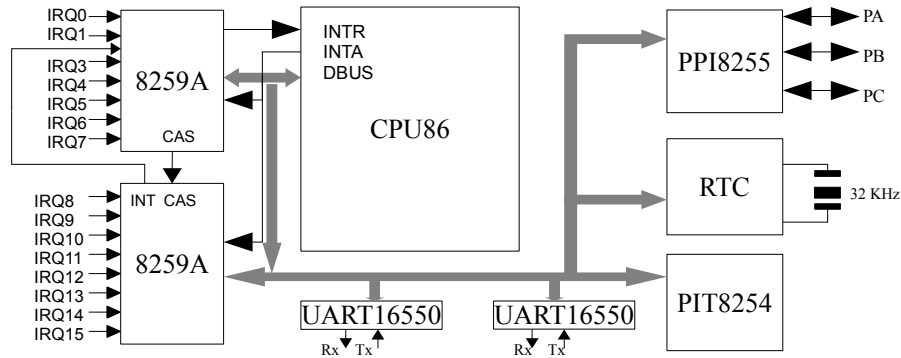 IRQ0
IRQ1
IRQ3
IRQ4
IRQ5
IRQ6
IRQ7
8259A
CAS
INTR
INTA
DBUS
CPU86
PPI8255
PA
PB
PC
RTC
32 KHz
IRQ8
IRQ9
IRQ10
IRQ11
IRQ12
IRQ13
IRQ14
IRQ15
INT CAS
8259A
UART16550
Rx Tx
UART16550
Rx Tx
PIT8254